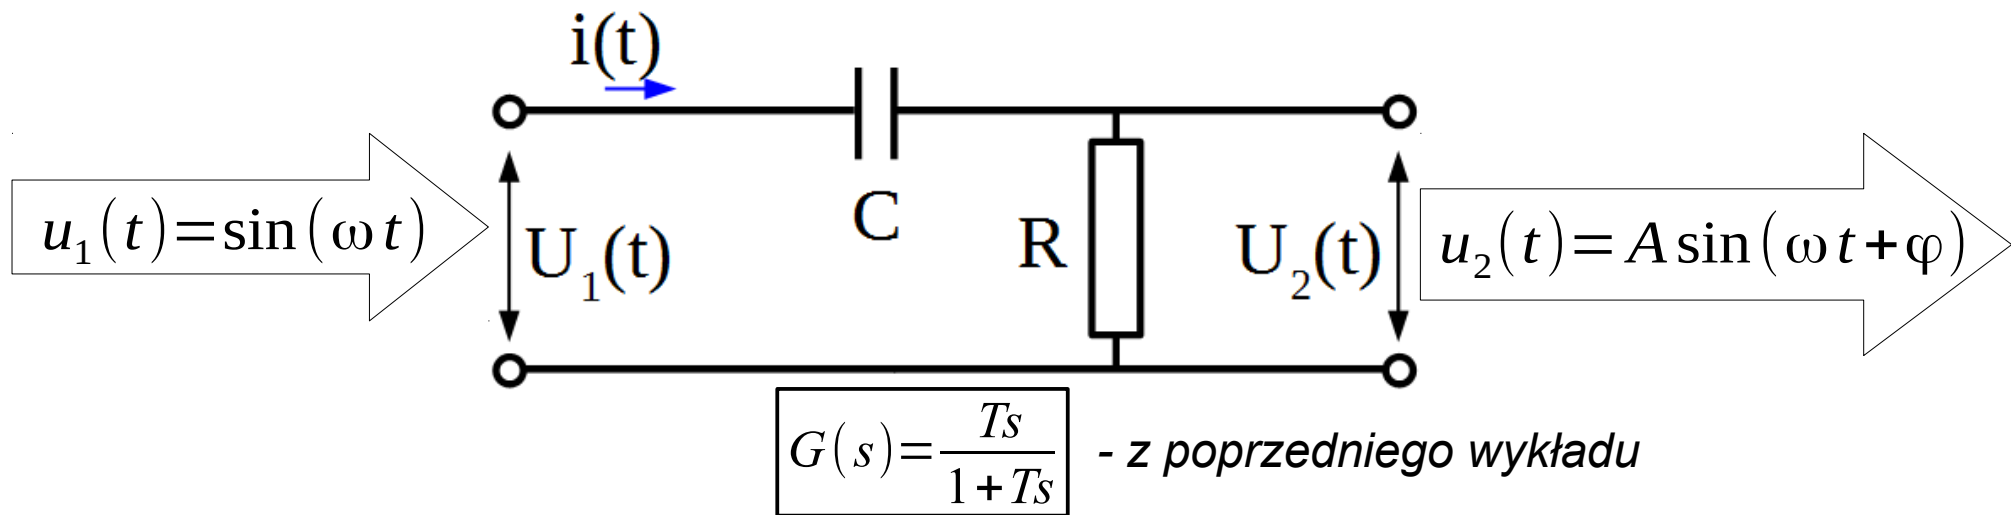 i(t)
u₁(t)=sin(ωt)
U₁(t)
C
R
U₂(t)
u₂(t)=A sin(ωt+φ)
G(s)=Ts/(1+Ts) - z poprzedniego wykładu